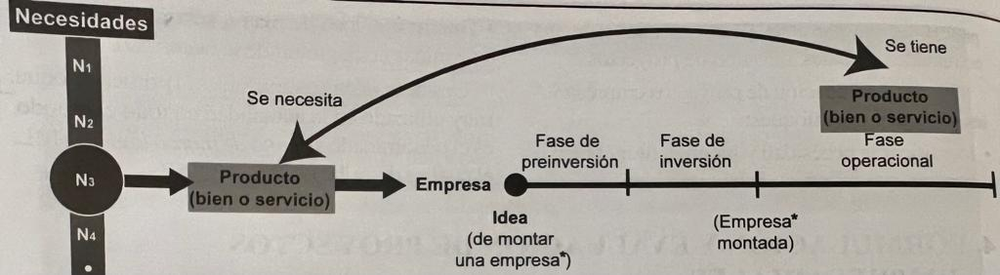 Necesidades
N1
N2
N3
N4
Se necesita
Producto
(bien o servicio)
Empresa
Idea
(de montar
una empresa*)
Fase de
preinversión
Fase de
inversión
(Empresa*
montada)
Se tiene
Producto
(bien o servicio)
Fase
operacional